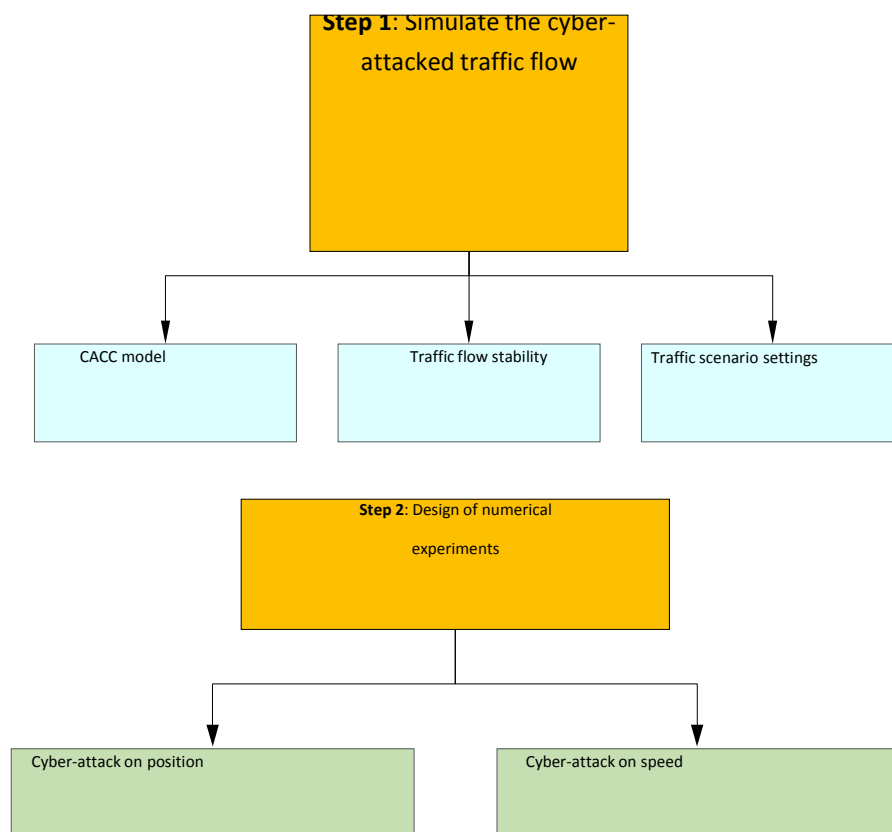 Step 1: Simulate the cyber-
attacked traffic flow
CACC model
Traffic flow stability
Traffic scenario settings
Step 2: Design of numerical
experiments
Cyber-attack on position
Cyber-attack on speed